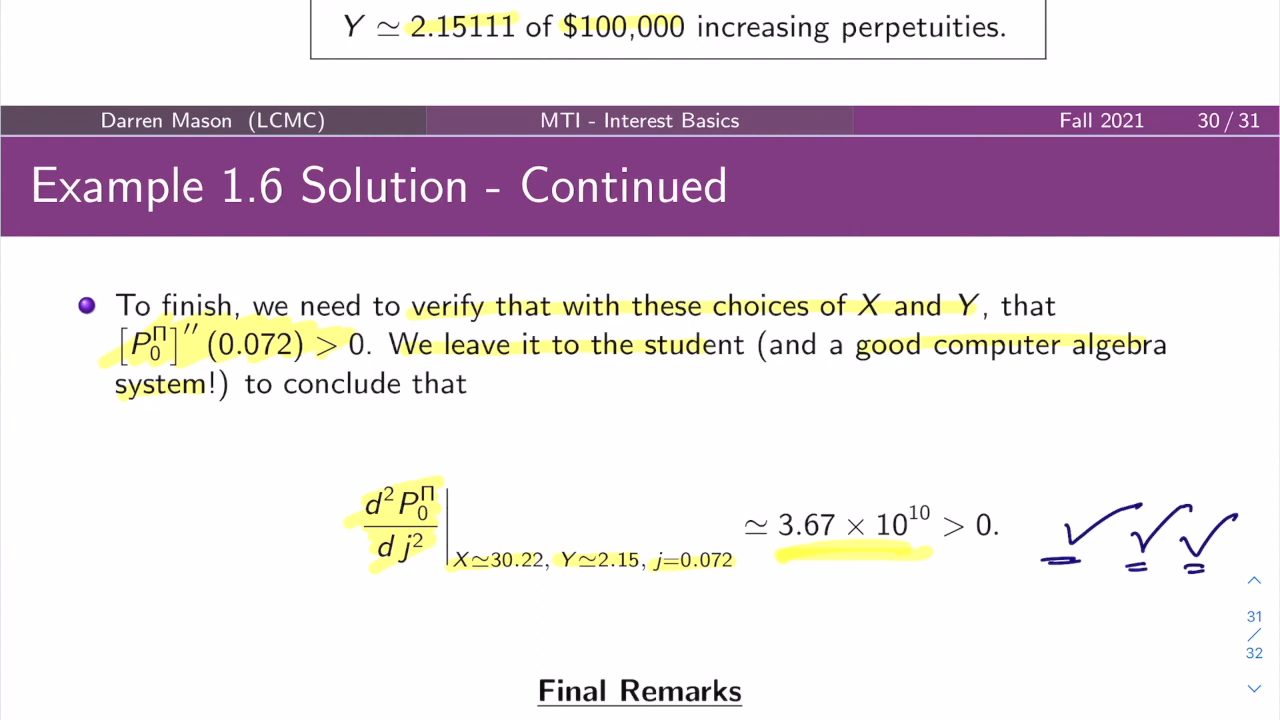 Y ≃ 2.15111 of $100,000 increasing perpetuities.
Darren Mason (LCMC) MTI - Interest Basics Fall 2021 30 / 31
Example 1.6 Solution - Continued
To finish, we need to verify that with these choices of X and Y, that
[P₀^Π]′′ (0.072) > 0. We leave it to the student (and a good computer algebra
system!) to conclude that
d²P₀^Π / d j² |_{X≃30.22, Y≃2.15, j=0.072} ≃ 3.67 × 10¹⁰ > 0.
31
/
32
Final Remarks